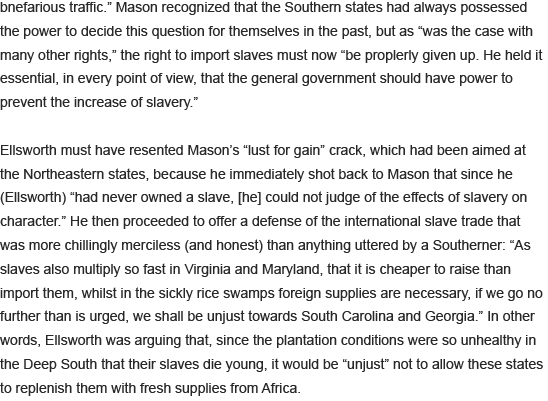 bnefarious traffic.” Mason recognized that the Southern states had always possessed
the power to decide this question for themselves in the past, but as “was the case with
many other rights,” the right to import slaves must now “be proplerly given up. He held it
essential, in every point of view, that the general government should have power to
prevent the increase of slavery.”
Ellsworth must have resented Mason’s “lust for gain” crack, which had been aimed at
the Northeastern states, because he immediately shot back to Mason that since he
(Ellsworth) “had never owned a slave, [he] could not judge of the effects of slavery on
character.” He then proceeded to offer a defense of the international slave trade that
was more chillingly merciless (and honest) than anything uttered by a Southerner: “As
slaves also multiply so fast in Virginia and Maryland, that it is cheaper to raise than
import them, whilst in the sickly rice swamps foreign supplies are necessary, if we go no
further than is urged, we shall be unjust towards South Carolina and Georgia.” In other
words, Ellsworth was arguing that, since the plantation conditions were so unhealthy in
the Deep South that their slaves die young, it would be “unjust” not to allow these states
to replenish them with fresh supplies from Africa.